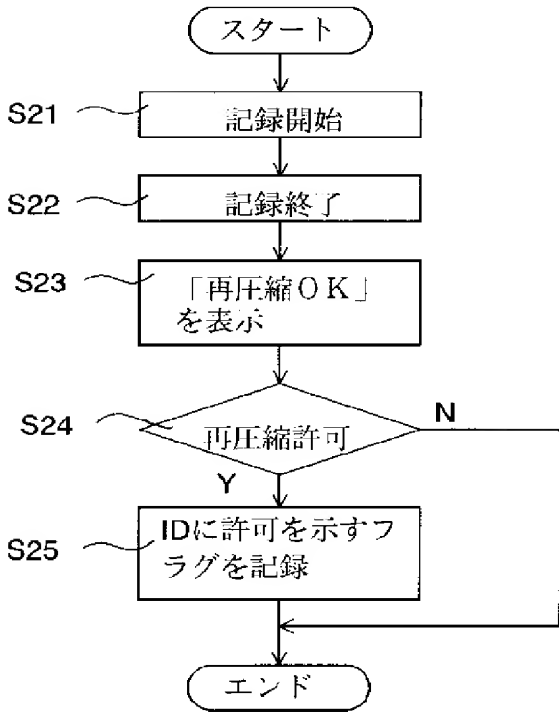 スタート
S21
記録開始
S22
記録終了
S23
「再圧縮OK」
を表示
S24
再圧縮許可
N
Y
S25
IDに許可を示すフ
ラグを記録
エンド